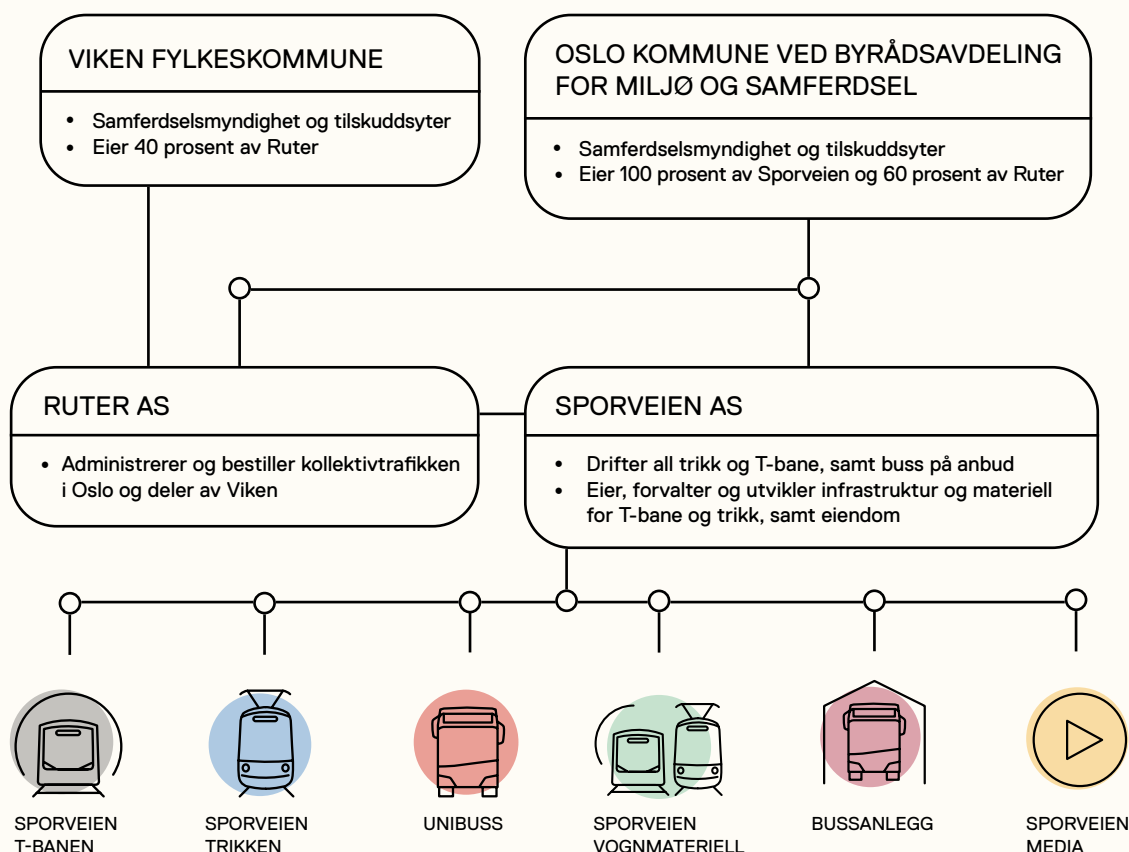 VIKEN FYLKESKOMMUNE
• Samferdselsmyndighet og tilskuddsyter
• Eier 40 prosent av Ruter
OSLO KOMMUNE VED BYRÅDSAVDELING
FOR MILJØ OG SAMFERDSEL
• Samferdselsmyndighet og tilskuddsyter
• Eier 100 prosent av Sporveien og 60 prosent av Ruter
RUTER AS
• Administrerer og bestiller kollektivtrafikken
i Oslo og deler av Viken
SPORVEIEN AS
• Drifter all trikk og T-bane, samt buss på anbud
• Eier, forvalter og utvikler infrastruktur og materiell
for T-bane og trikk, samt eiendom
SPORVEIEN
T-BANEN
SPORVEIEN
TRIKKEN
UNIBUSS
SPORVEIEN
VOGNMATERIELL
BUSSANLEGG
SPORVEIEN
MEDIA